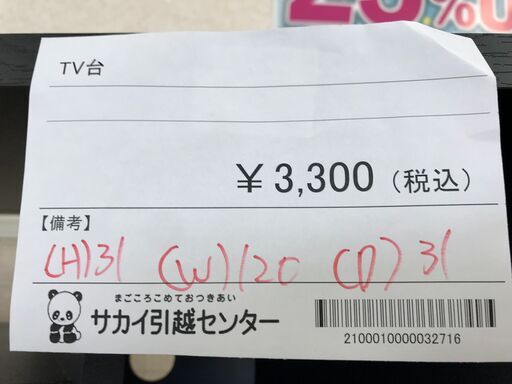 TV台
¥3,300（税込）
【備考】
(H)31 (W)120 (D)31
まごころこめておつきあい
サカイ引越センター
2100010000032716